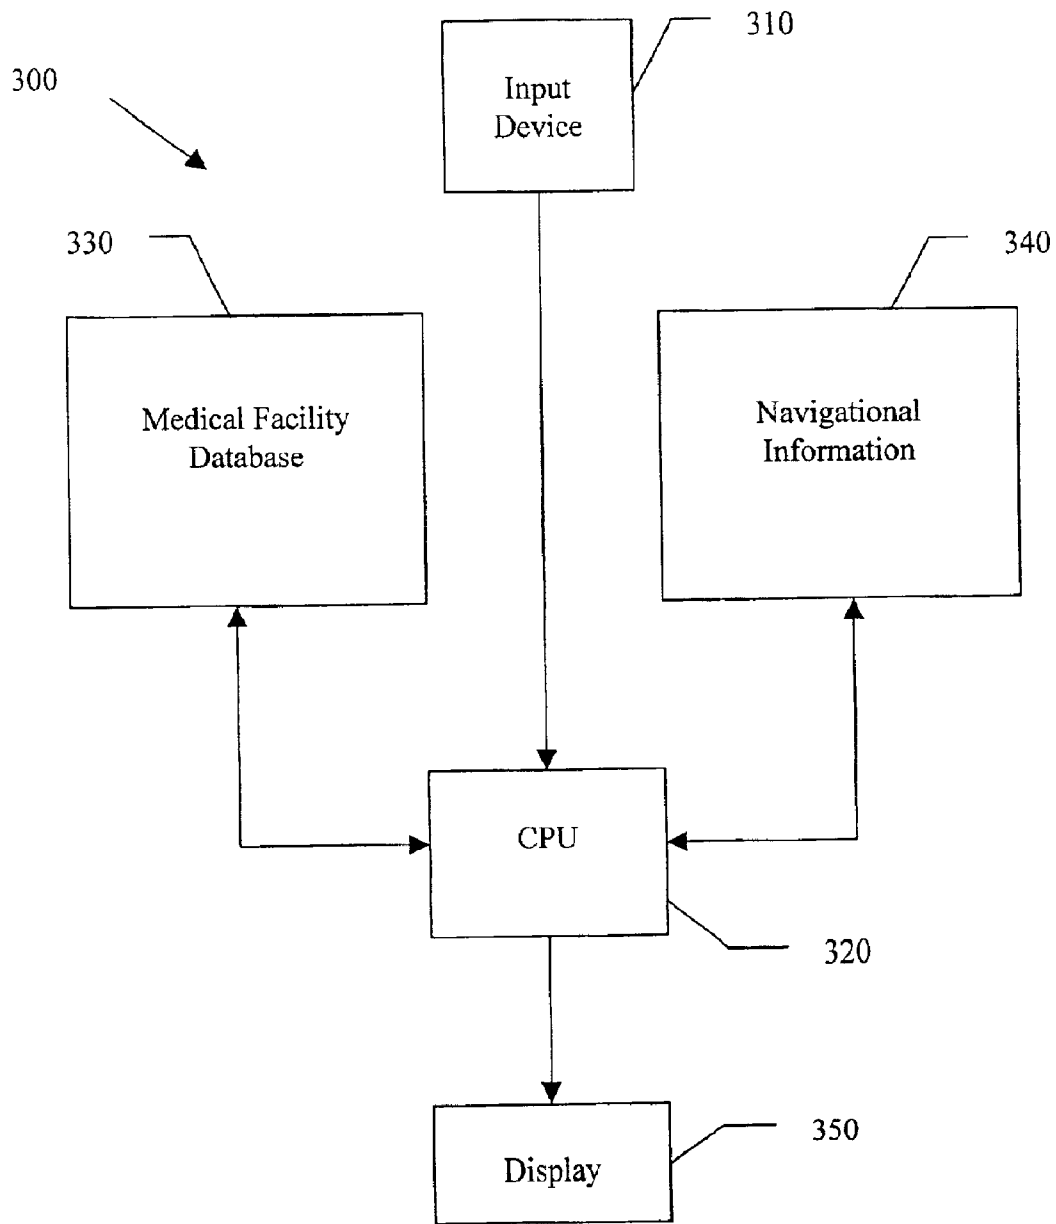 310
300
Input
Device
330
340
Medical Facility
Database
Navigational
Information
CPU
320
350
Display